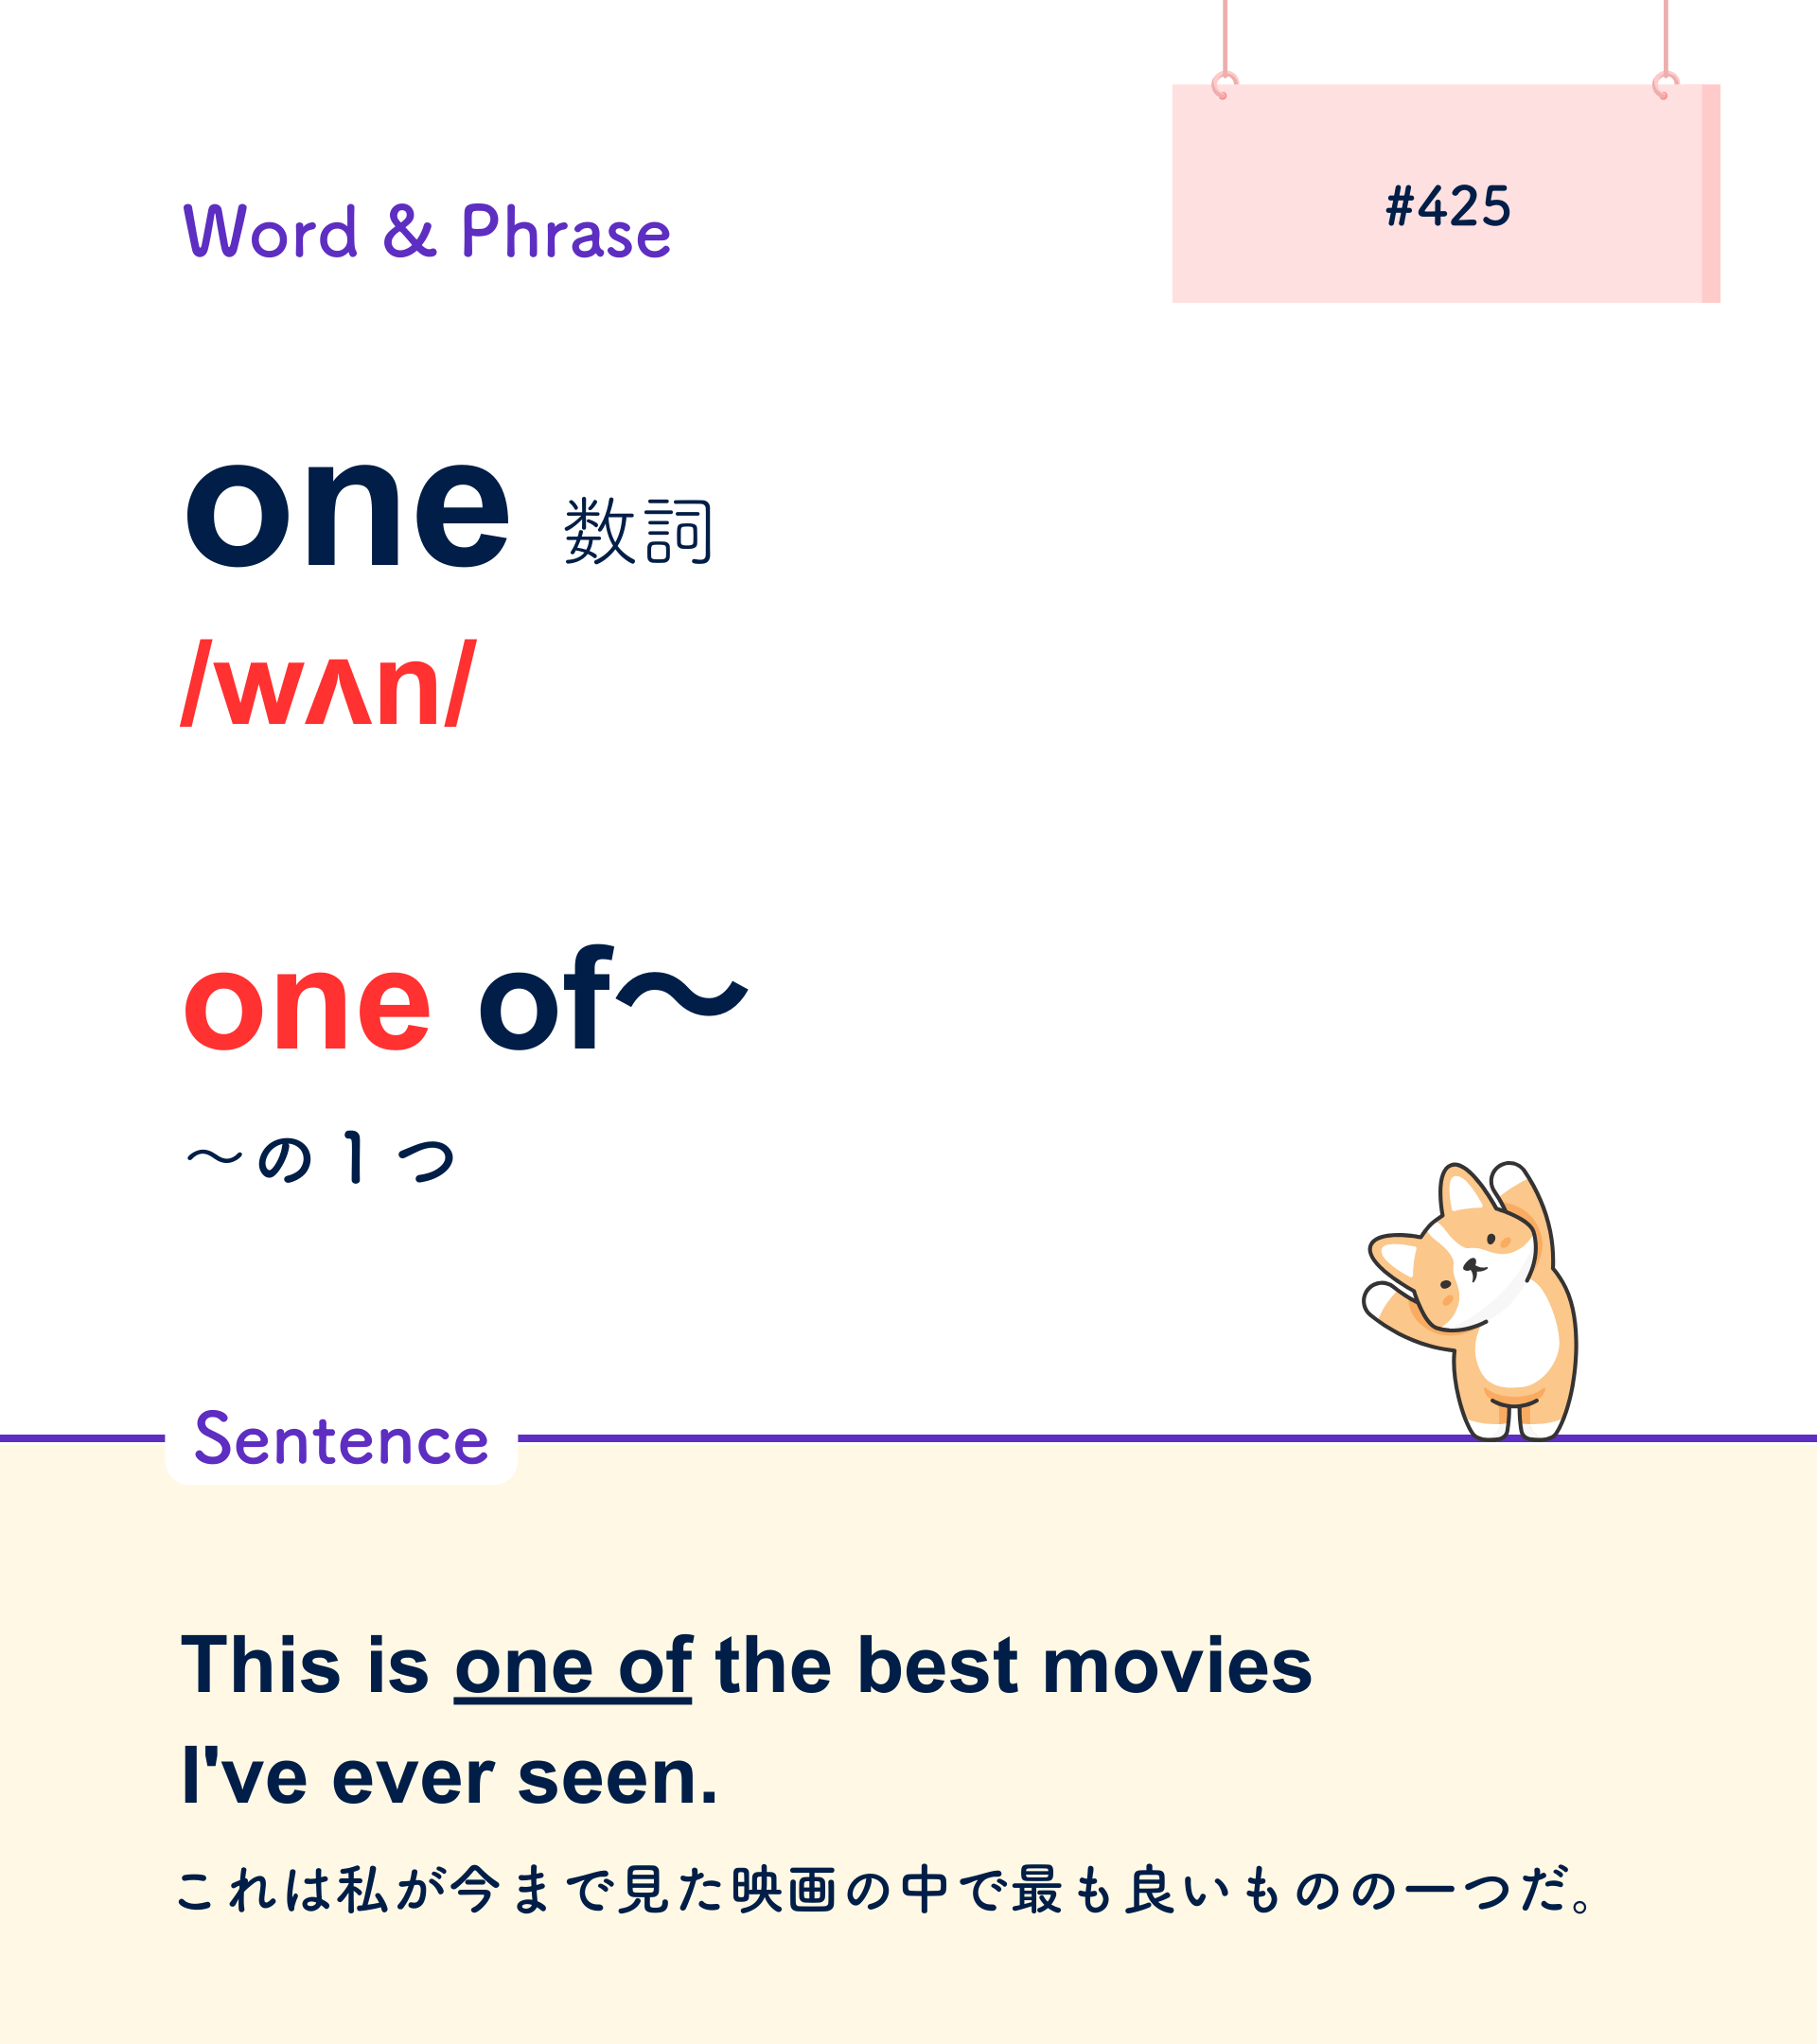 #425
Word & Phrase
one 数詞
/wʌn/
one of〜
〜の１つ
Sentence
This is one of the best movies
I've ever seen.
これは私が今まで見た映画の中で最も良いものの一つだ。